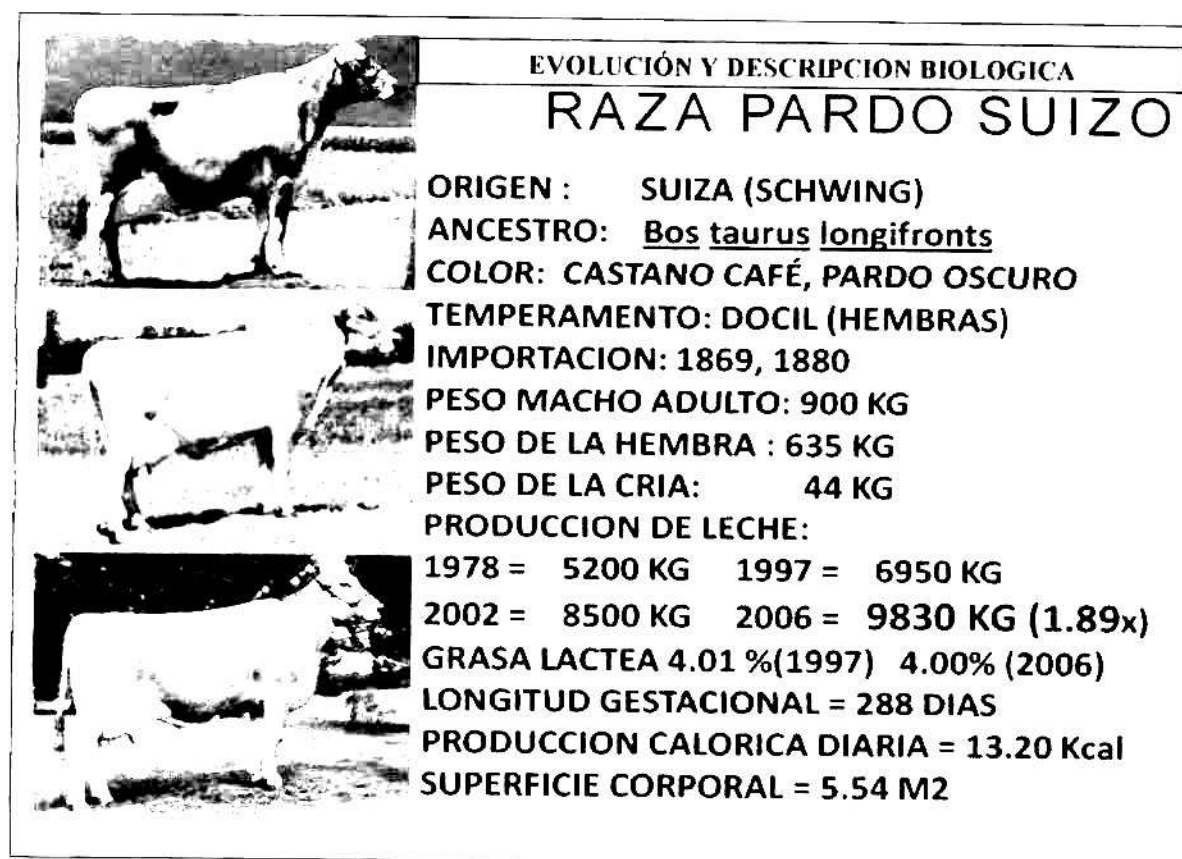 EVOLUCIÓN Y DESCRIPCION BIOLOGICA
RAZA PARDO SUIZO
ORIGEN : SUIZA (SCHWING)
ANCESTRO: Bos taurus longifronts
COLOR: CASTANO CAFÉ, PARDO OSCURO
TEMPERAMENTO: DOCIL (HEMBRAS)
IMPORTACION: 1869, 1880
PESO MACHO ADULTO: 900 KG
PESO DE LA HEMBRA : 635 KG
PESO DE LA CRIA: 44 KG
PRODUCCION DE LECHE:
1978 = 5200 KG 1997 = 6950 KG
2002 = 8500 KG 2006 = 9830 KG (1.89x)
GRASA LACTEA 4.01 %(1997) 4.00% (2006)
LONGITUD GESTACIONAL = 288 DIAS
PRODUCCION CALORICA DIARIA = 13.20 Kcal
SUPERFICIE CORPORAL = 5.54 M2